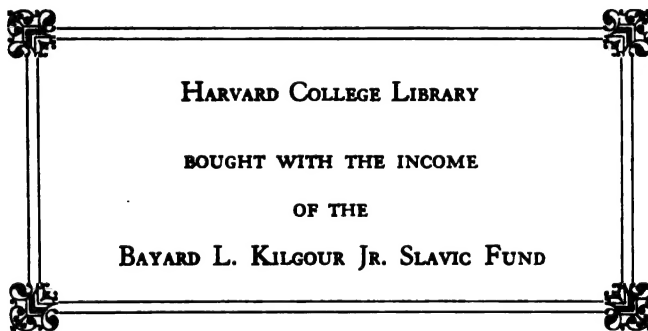 HARVARD COLLEGE LIBRARY
BOUGHT WITH THE INCOME
OF THE
BAYARD L. KILGOUR JR. SLAVIC FUND